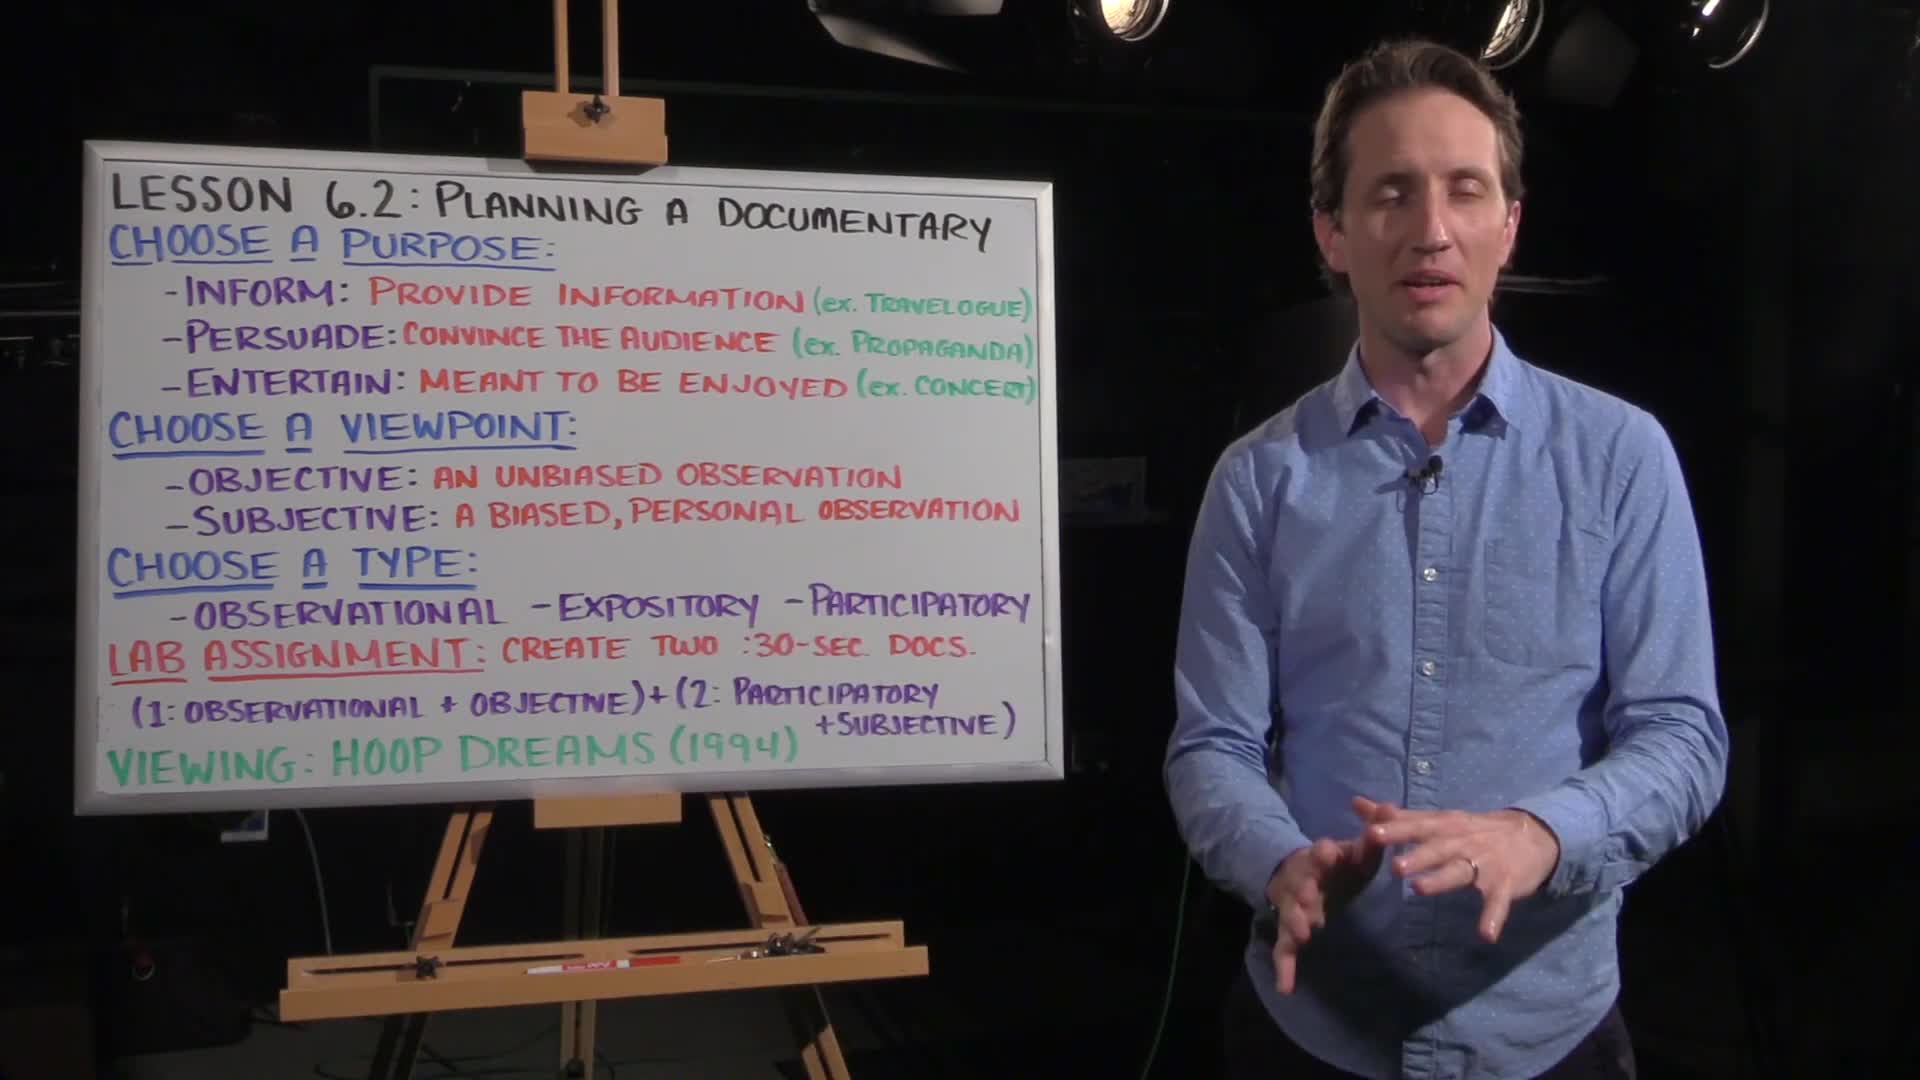 LESSON 6.2: PLANNING A DOCUMENTARY
CHOOSE A PURPOSE:
-INFORM: PROVIDE INFORMATION (ex. TRAVELOGUE)
-PERSUADE: CONVINCE THE AUDIENCE (ex. PROPAGANDA)
-ENTERTAIN: MEANT TO BE ENJOYED (ex. CONCERT)
CHOOSE A VIEWPOINT:
-OBJECTIVE: AN UNBIASED OBSERVATION
-SUBJECTIVE: A BIASED, PERSONAL OBSERVATION
CHOOSE A TYPE:
-OBSERVATIONAL -EXPOSITORY -PARTICIPATORY
LAB ASSIGNMENT: CREATE TWO :30-SEC. DOCS.
(1: OBSERVATIONAL + OBJECTIVE)+(2: PARTICIPATORY
+SUBJECTIVE)
VIEWING: HOOP DREAMS (1994)